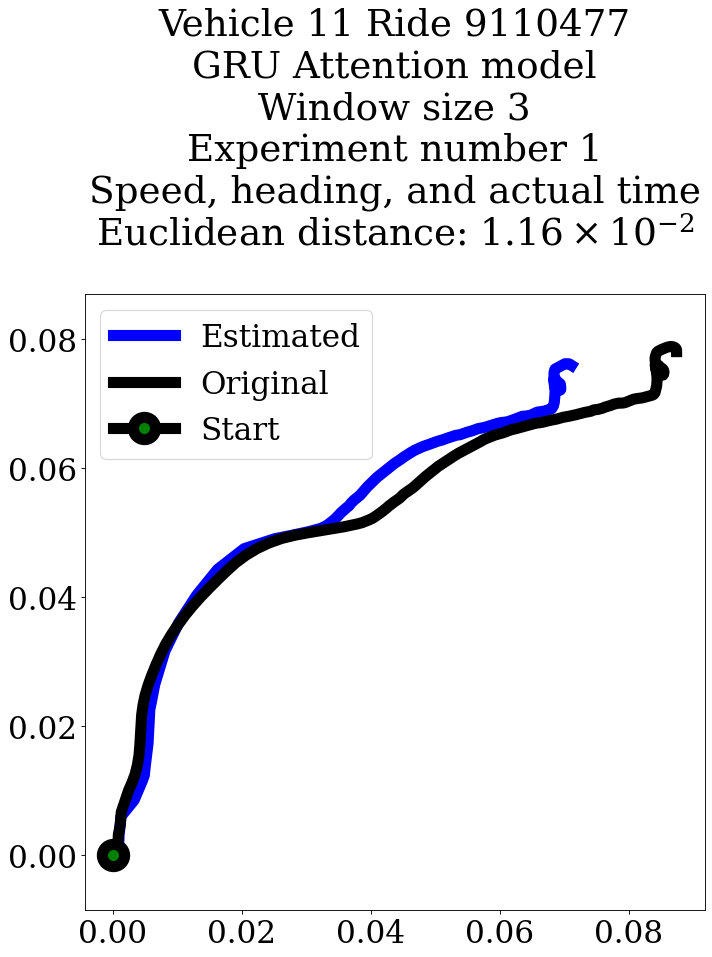 Vehicle 11 Ride 9110477
GRU Attention model
Window size 3
Experiment number 1
Speed, heading, and actual time
Euclidean distance: 1.16 × 10⁻²
Estimated
Original
Start
0.08
0.06
0.04
0.02
0.00
0.00 0.02 0.04 0.06 0.08